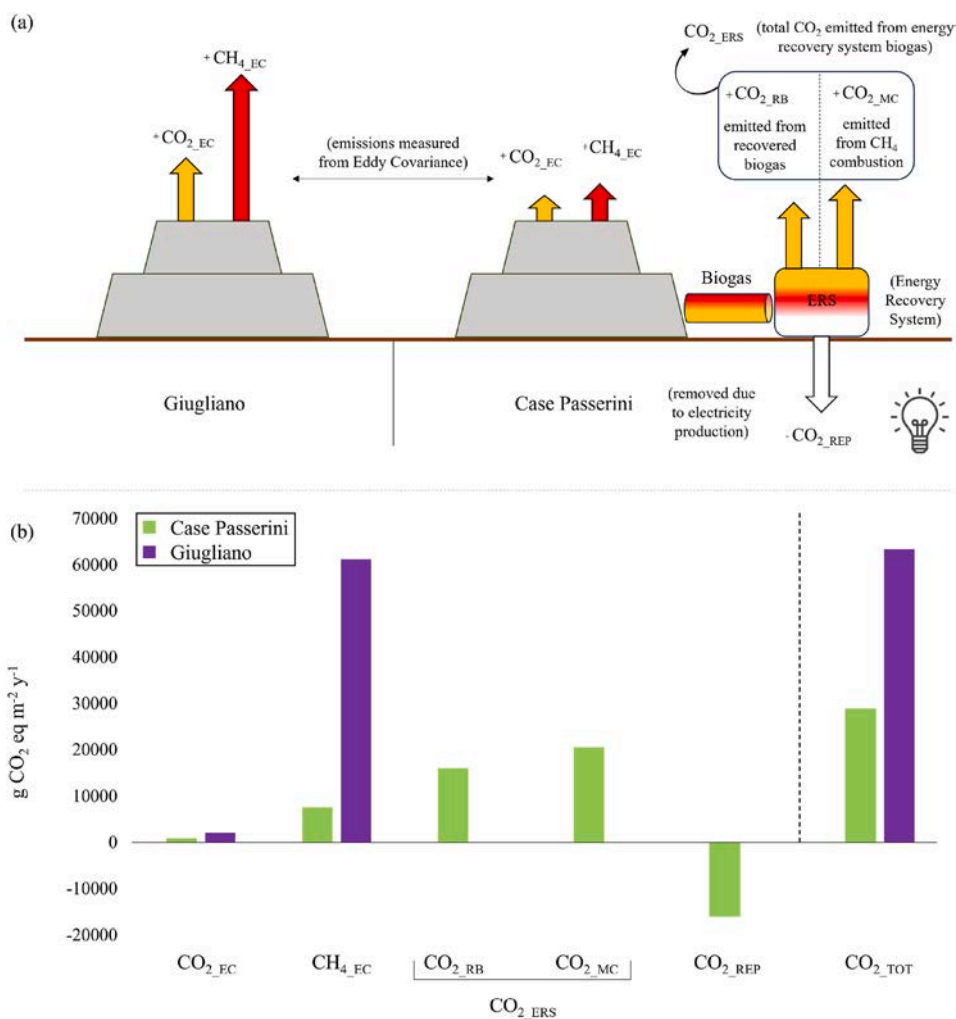 (a)
CO2_ERS
(total CO2 emitted from energy
recovery system biogas)
+CH4_EC
+CO2_RB
emitted from
recovered
biogas
+CO2_MC
emitted
from CH4
combustion
+CO2_EC
(emissions measured
from Eddy Covariance)
+CO2_EC
+CH4_EC
Biogas
ERS
(Energy
Recovery
System)
Giugliano
Case Passerini
(removed due
to electricity
production)
- CO2_REP
(b)
Case Passerini
Giugliano
g CO2 eq m-2 y-1
70000
60000
50000
40000
30000
20000
10000
0
-10000
-20000
CO2_EC
CH4_EC
CO2_RB
CO2_MC
CO2_REP
CO2_TOT
CO2_ERS